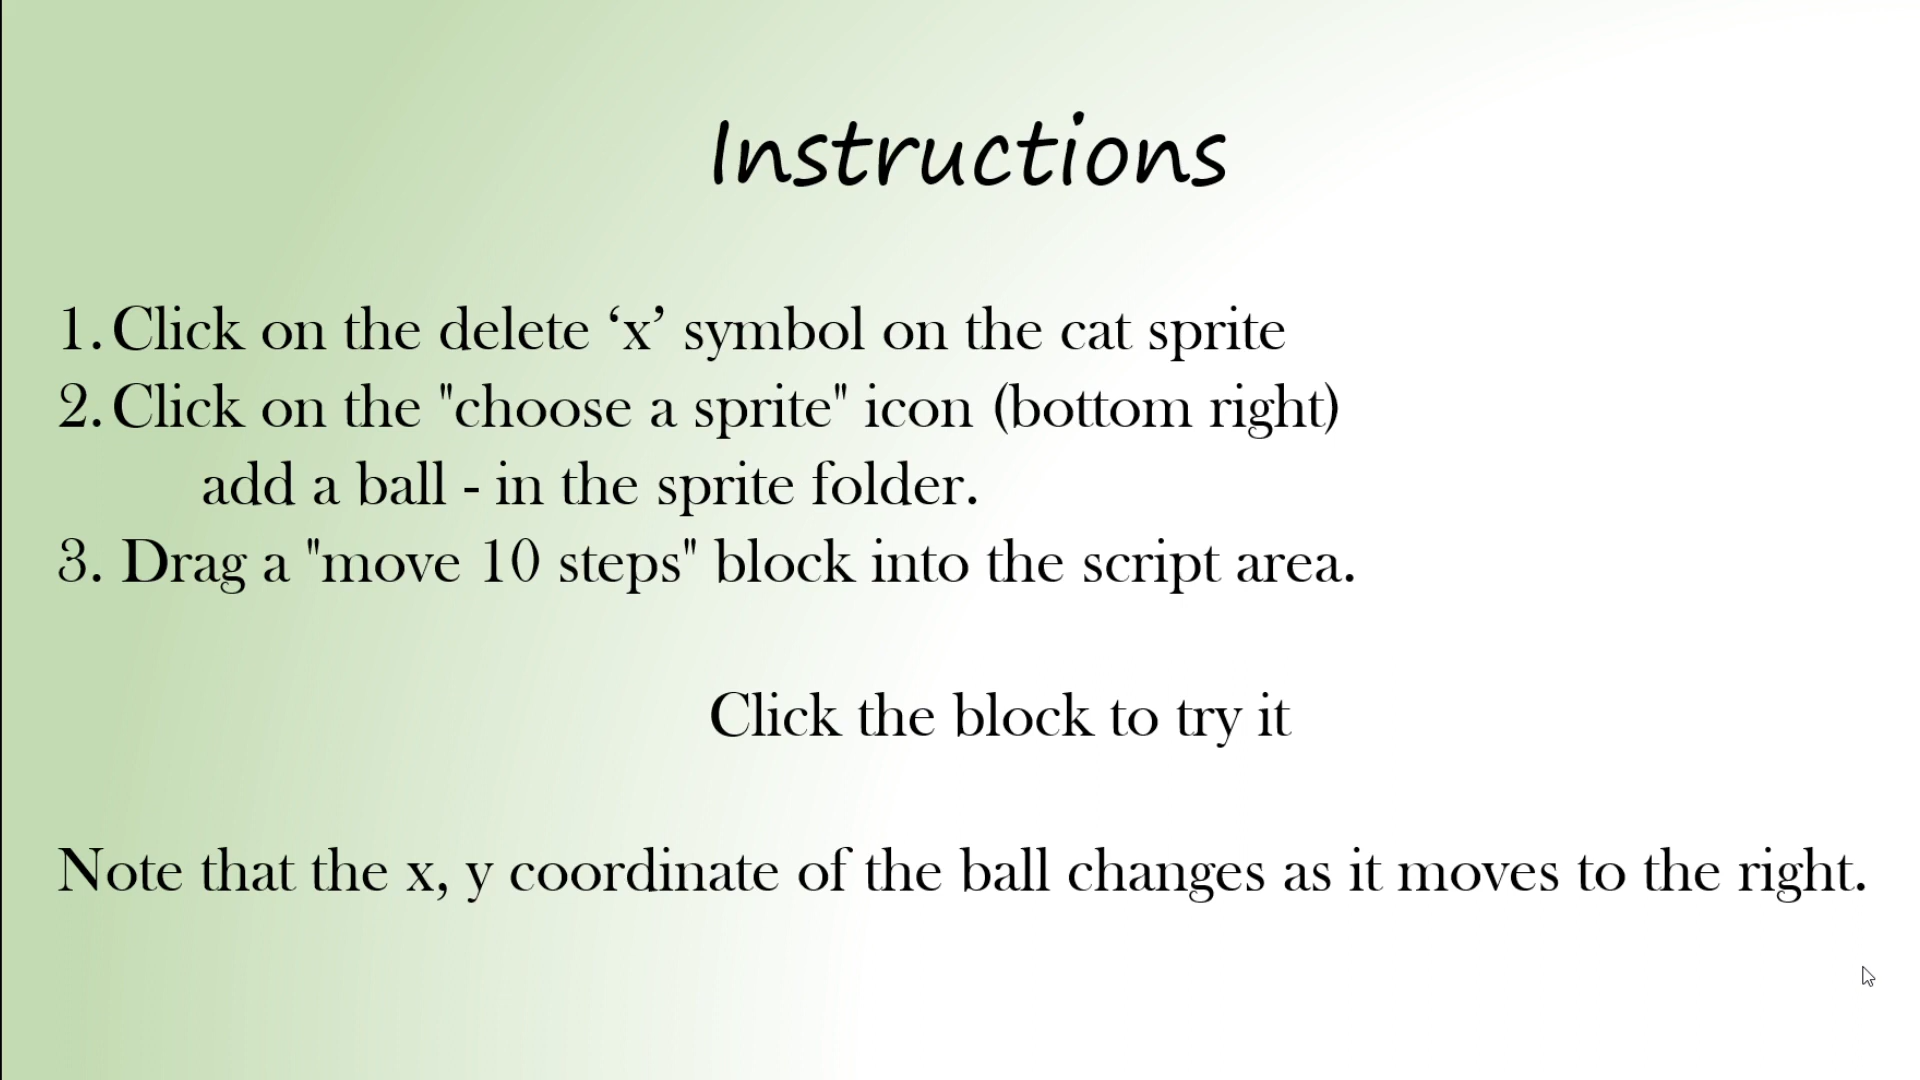 Instructions
1. Click on the delete ‘x’ symbol on the cat sprite
2. Click on the "choose a sprite" icon (bottom right)
add a ball - in the sprite folder.
3. Drag a "move 10 steps" block into the script area.
Click the block to try it
Note that the x, y coordinate of the ball changes as it moves to the right.